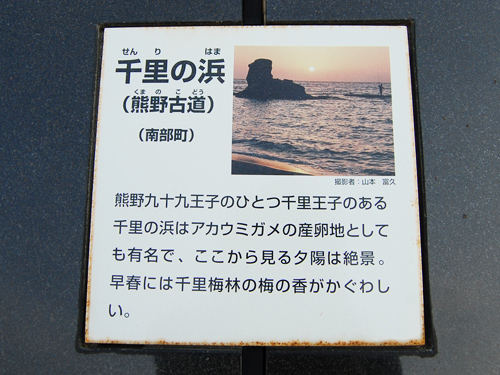 せんり はま
千里の浜
くまのこどう
(熊野古道)
(南部町)
撮影者：山本 富久
熊野九十九王子のひとつ千里王子のある
千里の浜はアカウミガメの産卵地として
も有名で、ここから見る夕陽は絶景。
早春には千里梅林の梅の香がかぐわし
い。